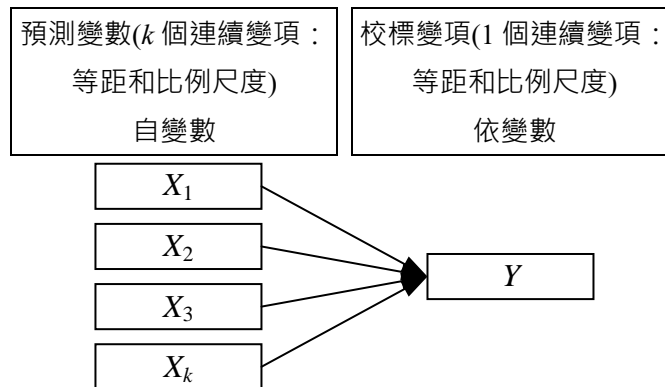 預測變數(k 個連續變項：
等距和比例尺度)
自變數
校標變項(1 個連續變項：
等距和比例尺度)
依變數
X1
X2
X3
Xk
Y